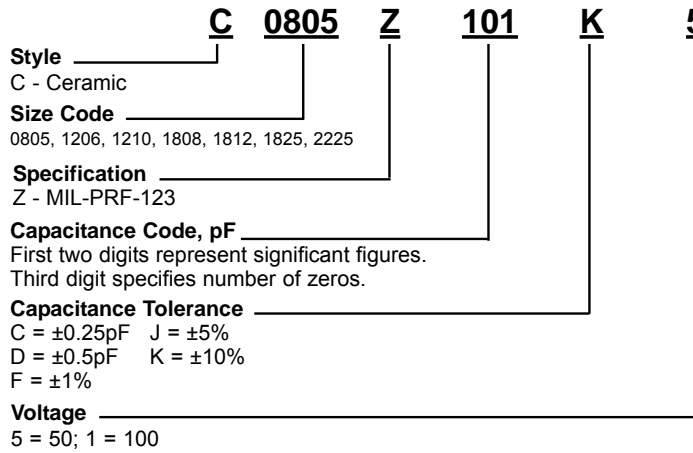 C 0805 Z 101 K 5
Style
C - Ceramic
Size Code
0805, 1206, 1210, 1808, 1812, 1825, 2225
Specification
Z - MIL-PRF-123
Capacitance Code, pF
First two digits represent significant figures.
Third digit specifies number of zeros.
Capacitance Tolerance
C = ±0.25pF J = ±5%
D = ±0.5pF K = ±10%
F = ±1%
Voltage
5 = 50; 1 = 100